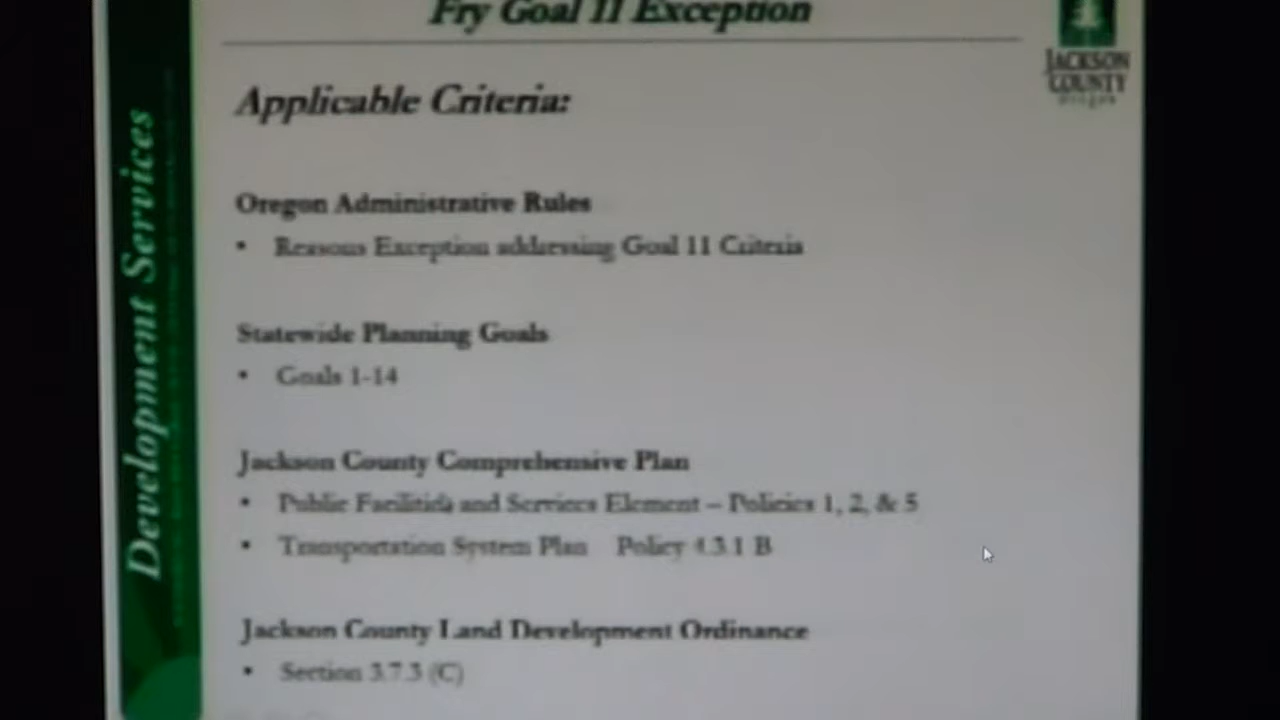 Fry Goal 11 Exception
JACKSON
COUNTY
Oregon
Development Services
Applicable Criteria:
Oregon Administrative Rules
• Reasons Exception addressing Goal 11 Criteria
Statewide Planning Goals
• Goals 1-14
Jackson County Comprehensive Plan
• Public Facilities and Services Element – Policies 1, 2, & 5
• Transportation System Plan Policy 4.3.1 B
Jackson County Land Development Ordinance
• Section 3.7.3 (C)